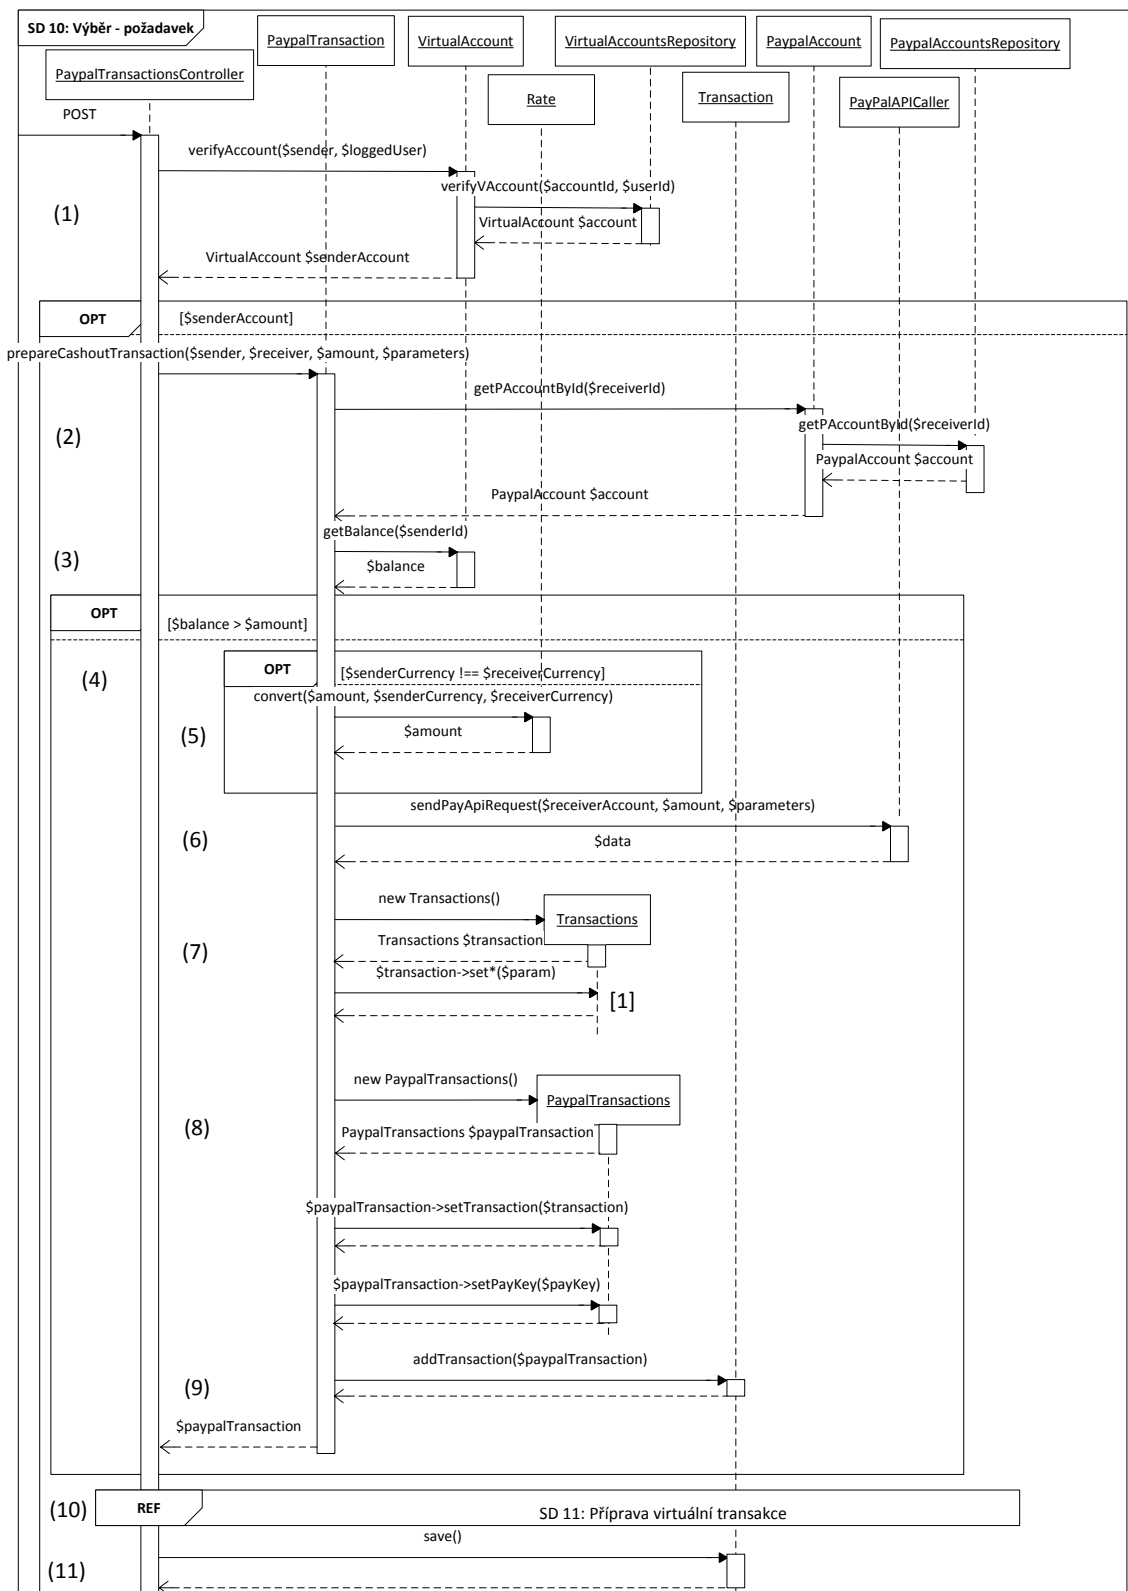 SD 10: Výběr - požadavek
PaypalTransaction
VirtualAccount
VirtualAccountsRepository
PaypalAccount
PaypalAccountsRepository
PaypalTransactionsController
Rate
Transaction
PayPalAPICaller
POST
verifyAccount($sender, $loggedUser)
verifyVAccount($accountId, $userId)
(1)
VirtualAccount $account
VirtualAccount $senderAccount
OPT
[$senderAccount]
prepareCashoutTransaction($sender, $receiver, $amount, $parameters)
getPAccountById($receiverId)
(2)
getPAccountById($receiverId)
PaypalAccount $account
PaypalAccount $account
getBalance($senderId)
(3)
$balance
OPT
[$balance > $amount]
(4)
OPT
[$senderCurrency !== $receiverCurrency]
convert($amount, $senderCurrency, $receiverCurrency)
(5)
$amount
sendPayApiRequest($receiverAccount, $amount, $parameters)
(6)
$data
new Transactions()
Transactions
(7)
Transactions $transaction
$transaction->set*($param)
[1]
new PaypalTransactions()
PaypalTransactions
(8)
PaypalTransactions $paypalTransaction
$paypalTransaction->setTransaction($transaction)
$paypalTransaction->setPayKey($payKey)
addTransaction($paypalTransaction)
(9)
$paypalTransaction
(10)
REF
SD 11: Příprava virtuální transakce
save()
(11)